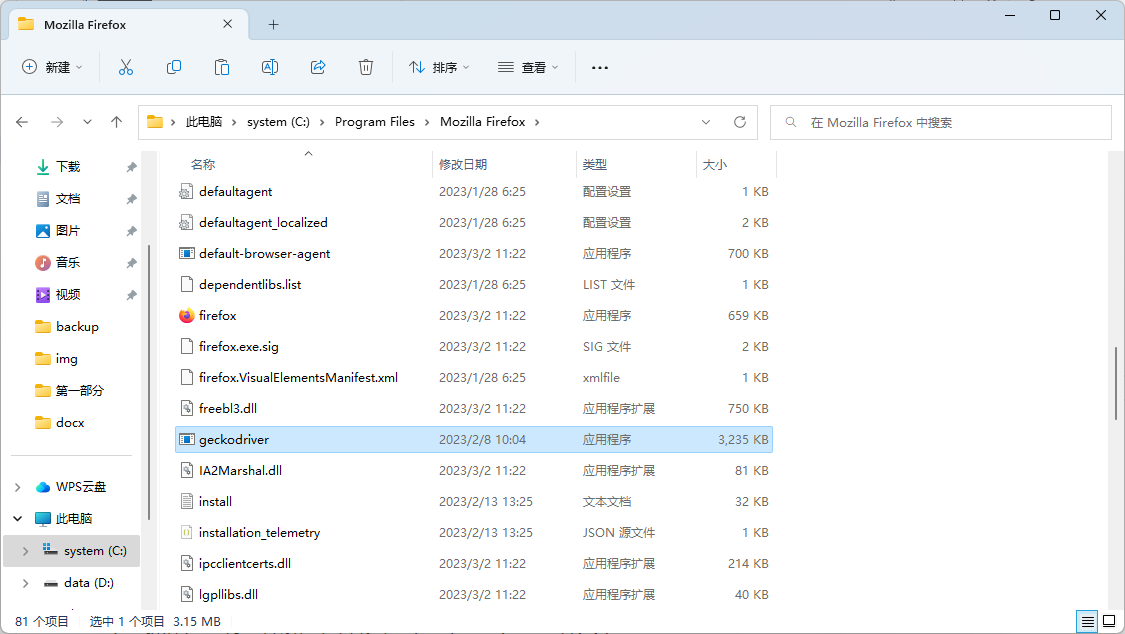 Mozilla Firefox
新建
排序
查看
此电脑 system (C:) Program Files Mozilla Firefox
在 Mozilla Firefox 中搜索
下载
文档
图片
音乐
视频
backup
img
第一部分
docx
WPS云盘
此电脑
system (C:)
data (D:)
名称 修改日期 类型 大小
defaultagent 2023/1/28 6:25 配置设置 1 KB
defaultagent_localized 2023/1/28 6:25 配置设置 2 KB
default-browser-agent 2023/3/2 11:22 应用程序 700 KB
dependentlibs.list 2023/1/28 6:25 LIST 文件 1 KB
firefox 2023/3/2 11:22 应用程序 659 KB
firefox.exe.sig 2023/3/2 11:22 SIG 文件 2 KB
firefox.VisualElementsManifest.xml 2023/1/28 6:25 xmlfile 1 KB
freebl3.dll 2023/3/2 11:22 应用程序扩展 750 KB
geckodriver 2023/2/8 10:04 应用程序 3,235 KB
IA2Marshal.dll 2023/3/2 11:22 应用程序扩展 81 KB
install 2023/2/13 13:25 文本文档 32 KB
installation_telemetry 2023/2/13 13:25 JSON 源文件 1 KB
ipcclientcerts.dll 2023/3/2 11:22 应用程序扩展 214 KB
lgpllibs.dll 2023/3/2 11:22 应用程序扩展 40 KB
81 个项目 选中 1 个项目 3.15 MB